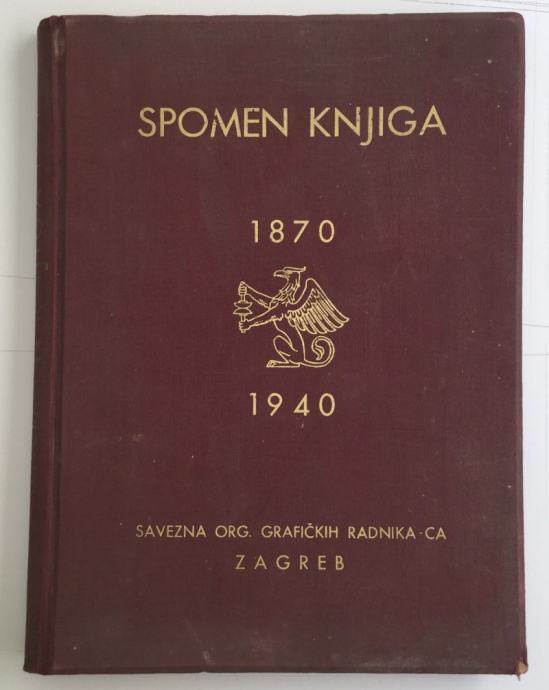 SPOMEN KNJIGA
1870
1940
SAVEZNA ORG. GRAFIČKIH RADNIKA-CA
ZAGREB